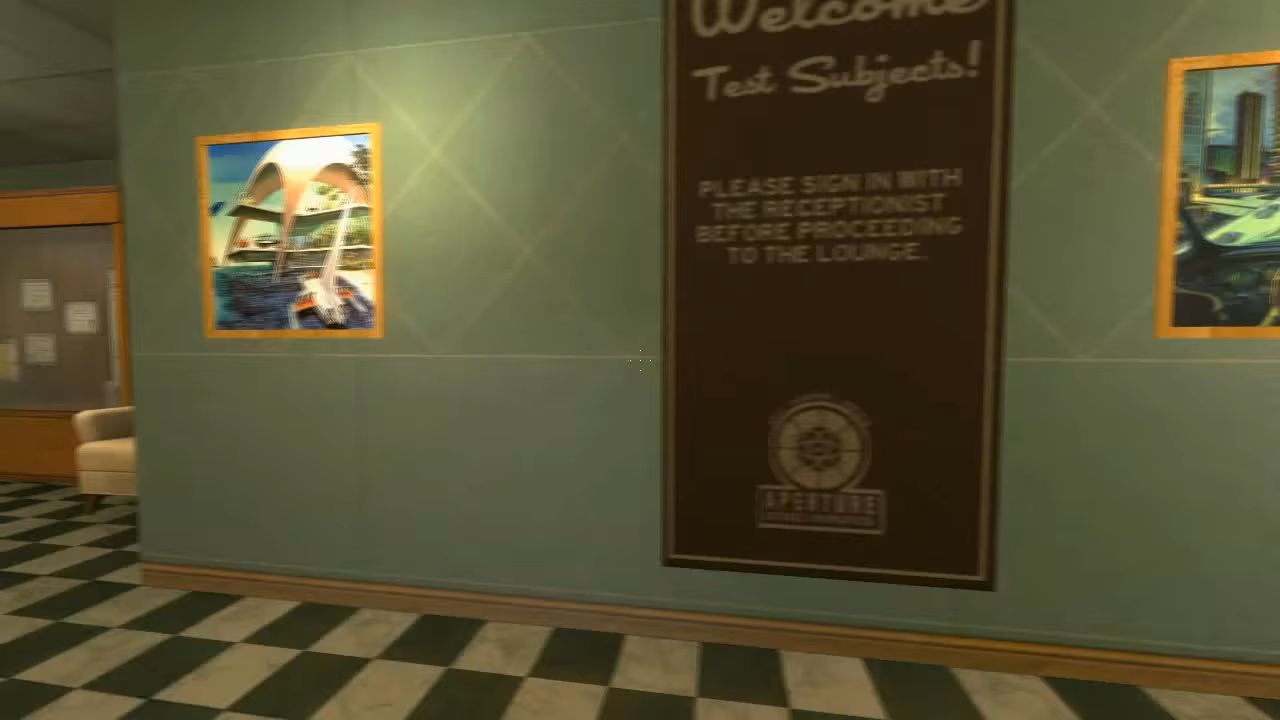 Welcome
Test Subjects!
PLEASE SIGN IN WITH
THE RECEPTIONIST
BEFORE PROCEEDING
TO THE LOUNGE.
APERTURE